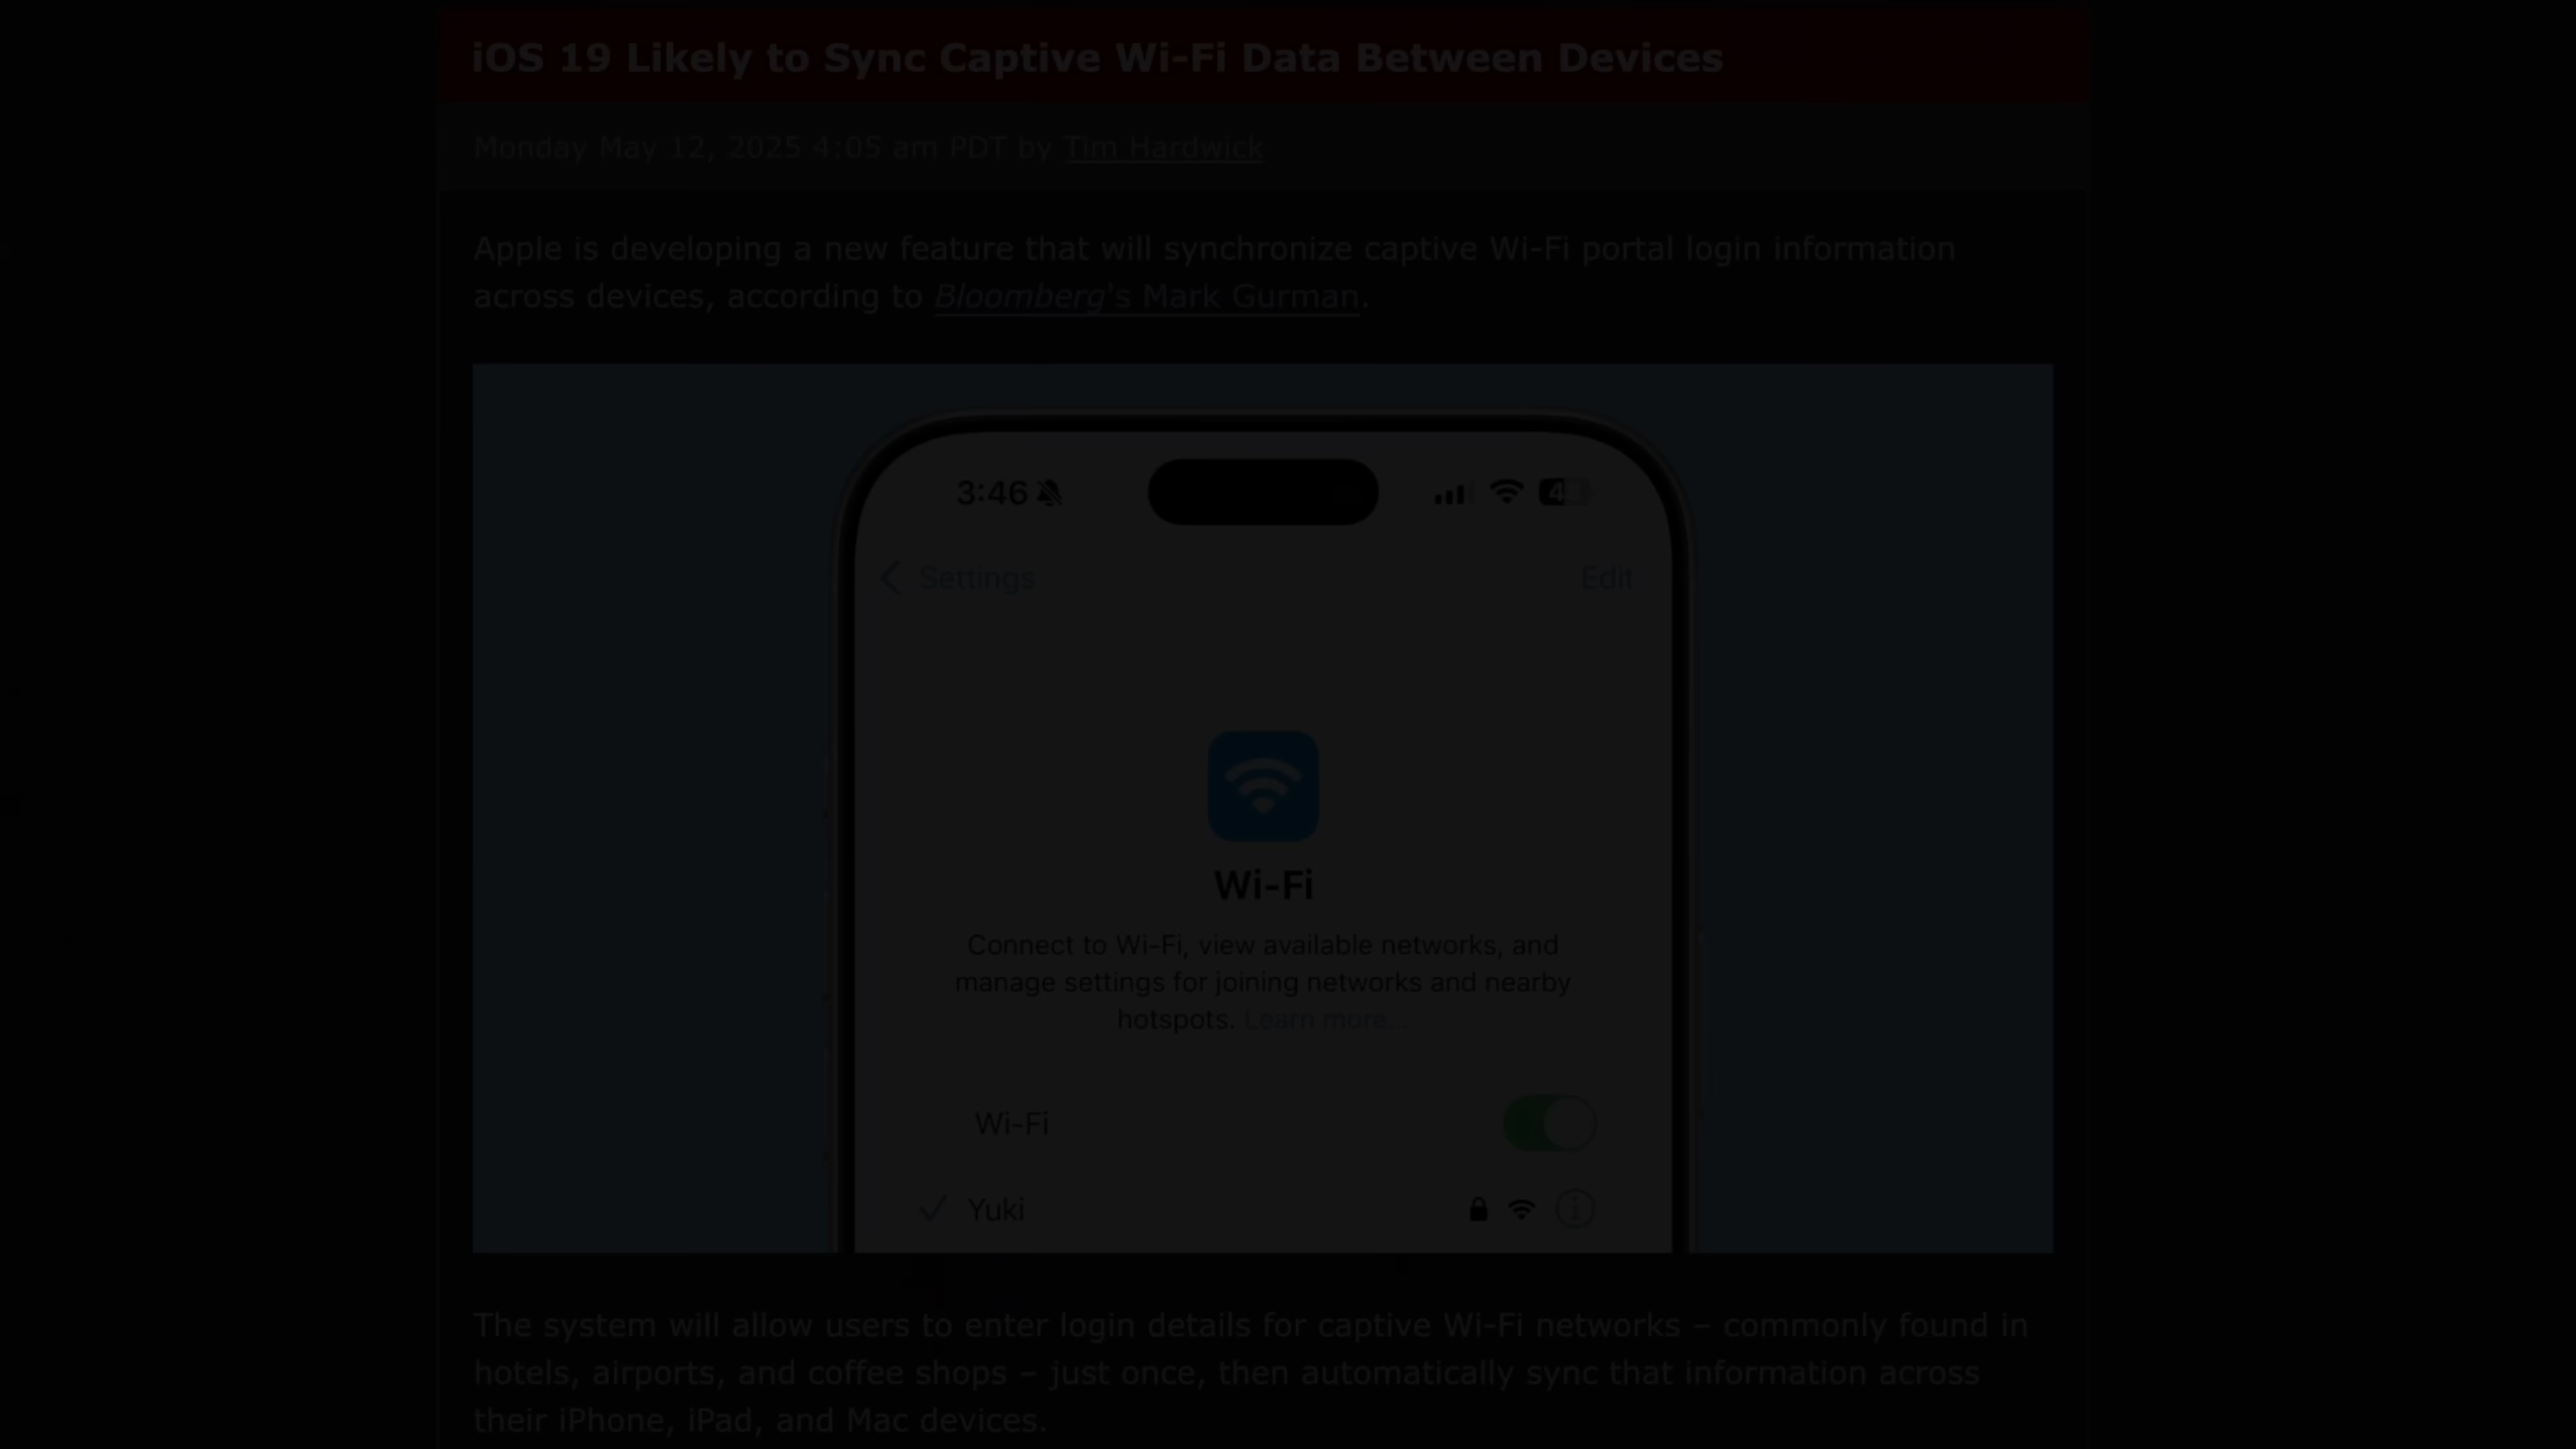 iOS 19 Likely to Sync Captive Wi-Fi Data Between Devices
Monday May 12, 2025 4:05 am PDT by Tim Hardwick
Apple is developing a new feature that will synchronize captive Wi-Fi portal login information
across devices, according to Bloomberg's Mark Gurman.
3:46
Settings
Edit
Wi-Fi
Connect to Wi-Fi, view available networks, and
manage settings for joining networks and nearby
hotspots. Learn more...
Wi-Fi
Yuki
The system will allow users to enter login details for captive Wi-Fi networks – commonly found in
hotels, airports, and coffee shops – just once, then automatically sync that information across
their iPhone, iPad, and Mac devices.